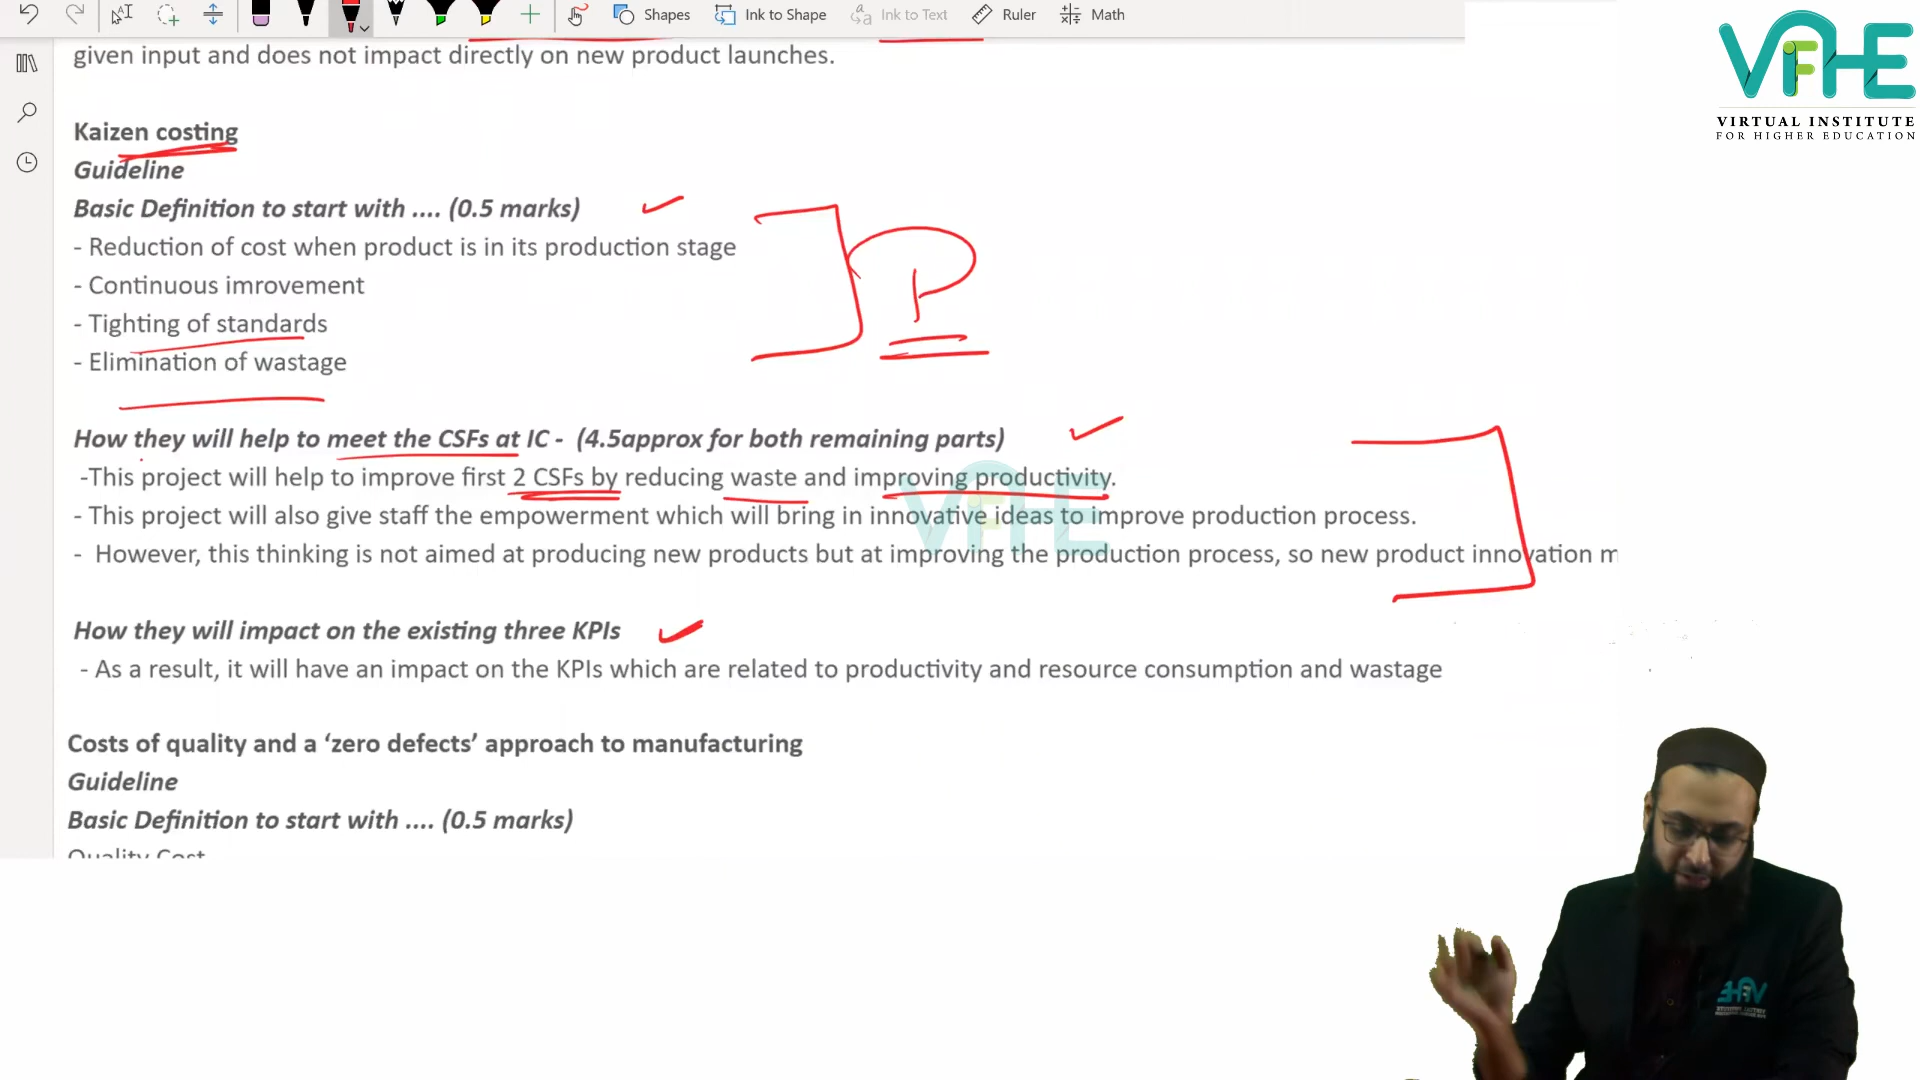 Shapes Ink to Shape Ink to Text Ruler Math
VFHE
VIRTUAL INSTITUTE
FOR HIGHER EDUCATION
given input and does not impact directly on new product launches.
Kaizen costing
Guideline
Basic Definition to start with .... (0.5 marks)
- Reduction of cost when product is in its production stage
- Continuous imrovement
- Tighting of standards
- Elimination of wastage
P
How they will help to meet the CSFs at IC - (4.5approx for both remaining parts)
-This project will help to improve first 2 CSFs by reducing waste and improving productivity.
- This project will also give staff the empowerment which will bring in innovative ideas to improve production process.
- However, this thinking is not aimed at producing new products but at improving the production process, so new product innovation m
How they will impact on the existing three KPIs
- As a result, it will have an impact on the KPIs which are related to productivity and resource consumption and wastage
Costs of quality and a ‘zero defects’ approach to manufacturing
Guideline
Basic Definition to start with .... (0.5 marks)
Quality Cost